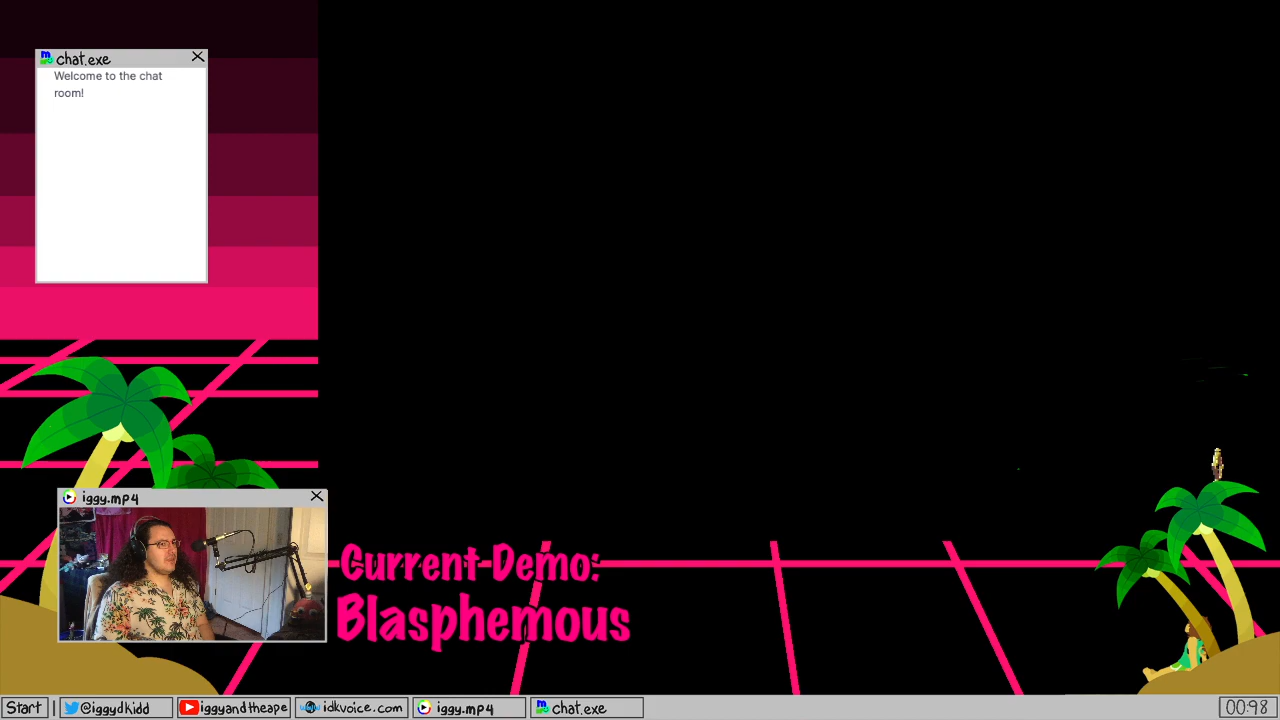 chat.exe
Welcome to the chat
room!
iggy.mp4
Current Demo:
Blasphemous
Start | @iggydkidd iggyandtheape idkvoice.com iggy.mp4 chat.exe 00:98